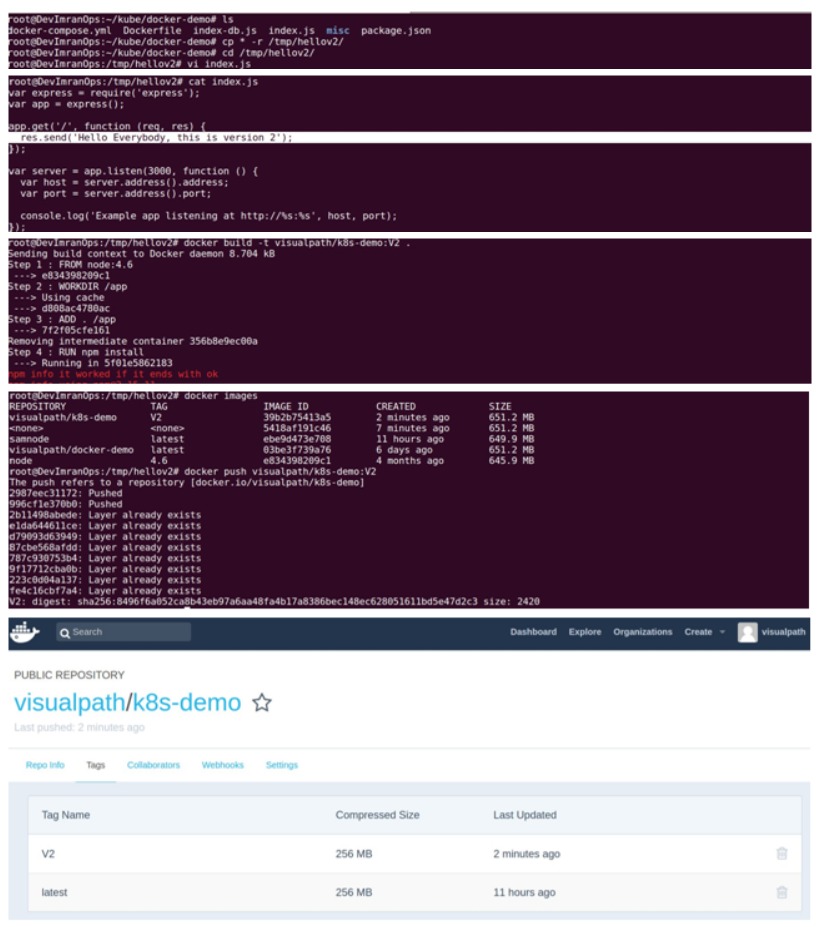 root@DevImranOps:~/kube/docker-demo# ls
docker-compose.yml  Dockerfile  index-db.js  index.js  misc  package.json
root@DevImranOps:~/kube/docker-demo# cp * -r /tmp/hellov2/
root@DevImranOps:~/kube/docker-demo# cd /tmp/hellov2/
root@DevImranOps:/tmp/hellov2# vi index.js
root@DevImranOps:/tmp/hellov2# cat index.js
var express = require('express');
var app = express();
app.get('/', function (req, res) {
  res.send('Hello Everybody, this is version 2');
});
var server = app.listen(3000, function () {
  var host = server.address().address;
  var port = server.address().port;
  console.log('Example app listening at http://%s:%s', host, port);
});
root@DevImranOps:/tmp/hellov2# docker build -t visualpath/k8s-demo:V2 .
Sending build context to Docker daemon 8.704 kB
Step 1 : FROM node:4.6
 ---> e834398209c1
Step 2 : WORKDIR /app
 ---> Using cache
 ---> d808ac4780ac
Step 3 : ADD . /app
 ---> 7f2f05cfe161
Removing intermediate container 356b8e9ec00a
Step 4 : RUN npm install
 ---> Running in 5f01e5862183
npm info it worked if it ends with ok
root@DevImranOps:/tmp/hellov2# docker images
REPOSITORY TAG IMAGE ID CREATED SIZE
visualpath/k8s-demo V2 39b2b75413a5 2 minutes ago 651.2 MB
<none> <none> 5418af191c46 7 minutes ago 651.2 MB
samnode latest ebe9d473e708 11 hours ago 649.9 MB
visualpath/docker-demo latest 03be3f739a76 6 days ago 651.2 MB
node 4.6 e834398209c1 4 months ago 645.9 MB
root@DevImranOps:/tmp/hellov2# docker push visualpath/k8s-demo:V2
The push refers to a repository [docker.io/visualpath/k8s-demo]
2987eec31172: Pushed
996cf1e370b0: Pushed
2b11498abede: Layer already exists
e1da644611ce: Layer already exists
d79093d63949: Layer already exists
87cbe568afdd: Layer already exists
787c930753b4: Layer already exists
9f17712cba0b: Layer already exists
223c0d04a137: Layer already exists
fe4c16cbf7a4: Layer already exists
V2: digest: sha256:8496f6a052ca8b43eb97a6aa48fa4b17a8386bec148ec628051611bd5e47d2c3 size: 2420
Search Dashboard Explore Organizations Create visualpath
PUBLIC REPOSITORY
visualpath/k8s-demo
Last pushed: 2 minutes ago
Repo Info Tags Collaborators Webhooks Settings
Tag Name Compressed Size Last Updated
V2 256 MB 2 minutes ago
latest 256 MB 11 hours ago